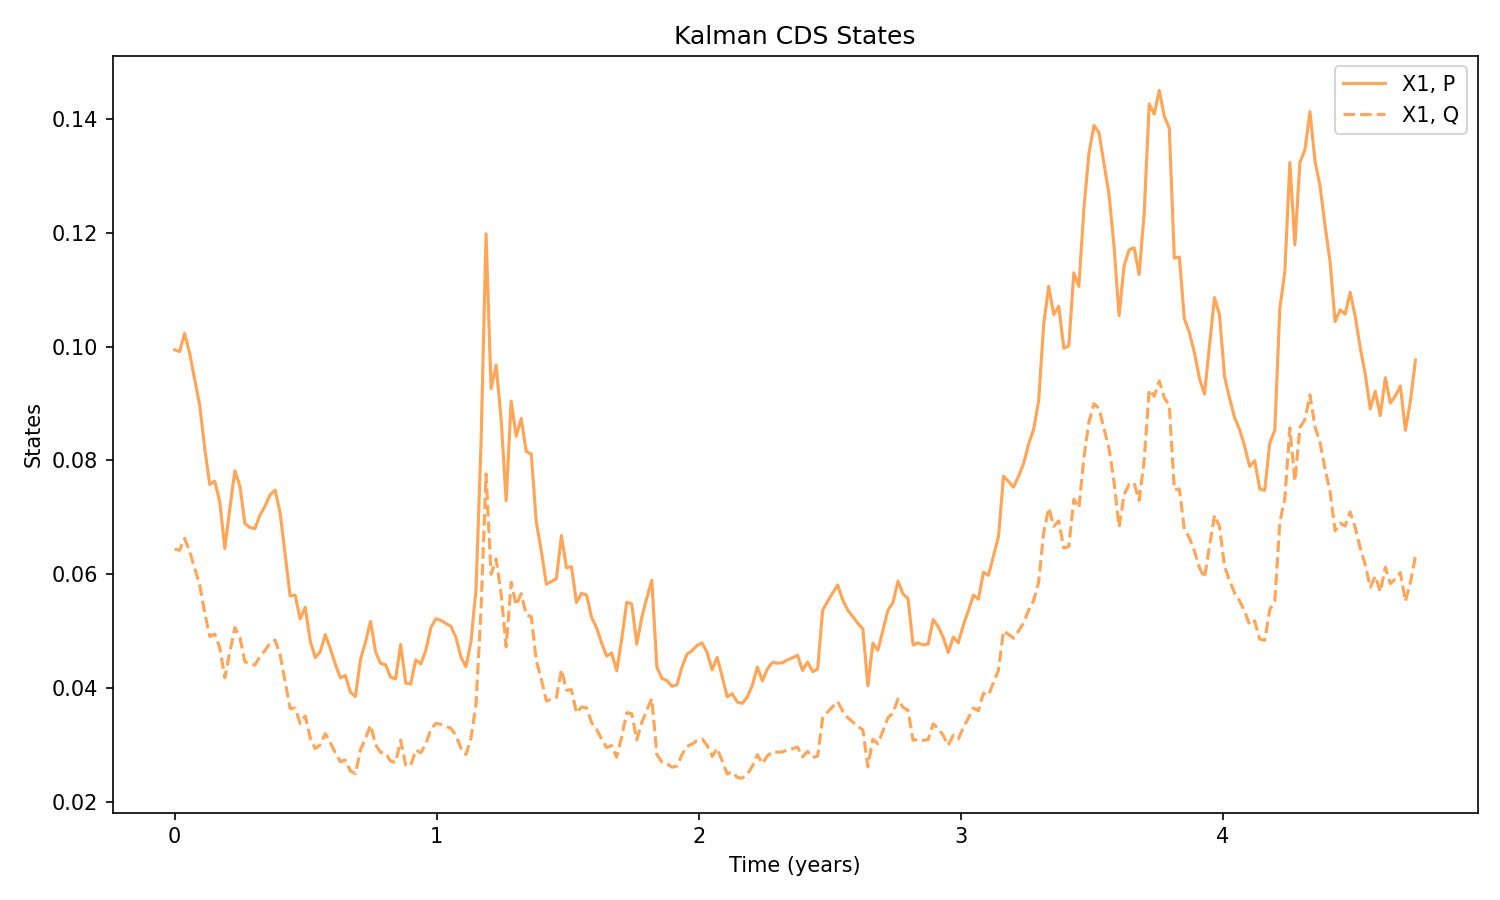 Kalman CDS States
X1, P
X1, Q
0.14
0.12
0.10
0.08
0.06
0.04
0.02
States
0 1 2 3 4
Time (years)